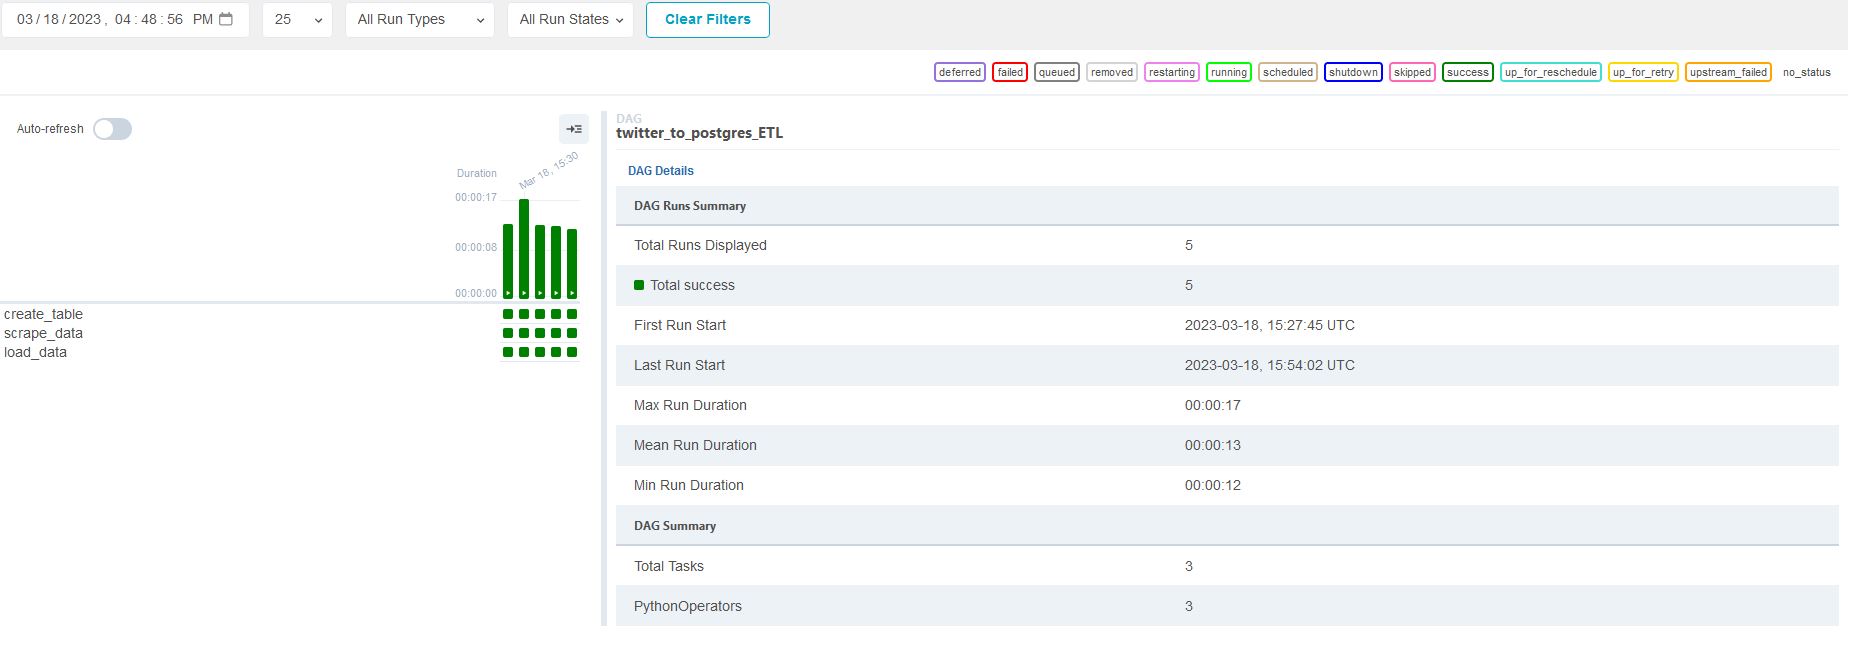 03 / 18 / 2023 , 04 : 48 : 56 PM 25 All Run Types All Run States Clear Filters
deferred failed queued removed restarting running scheduled shutdown skipped success up_for_reschedule up_for_retry upstream_failed no_status
Auto-refresh
Duration
Mar 18, 15:30
00:00:17
00:00:08
00:00:00
create_table
scrape_data
load_data
DAG
twitter_to_postgres_ETL
DAG Details
DAG Runs Summary
Total Runs Displayed 5
Total success 5
First Run Start 2023-03-18, 15:27:45 UTC
Last Run Start 2023-03-18, 15:54:02 UTC
Max Run Duration 00:00:17
Mean Run Duration 00:00:13
Min Run Duration 00:00:12
DAG Summary
Total Tasks 3
PythonOperators 3